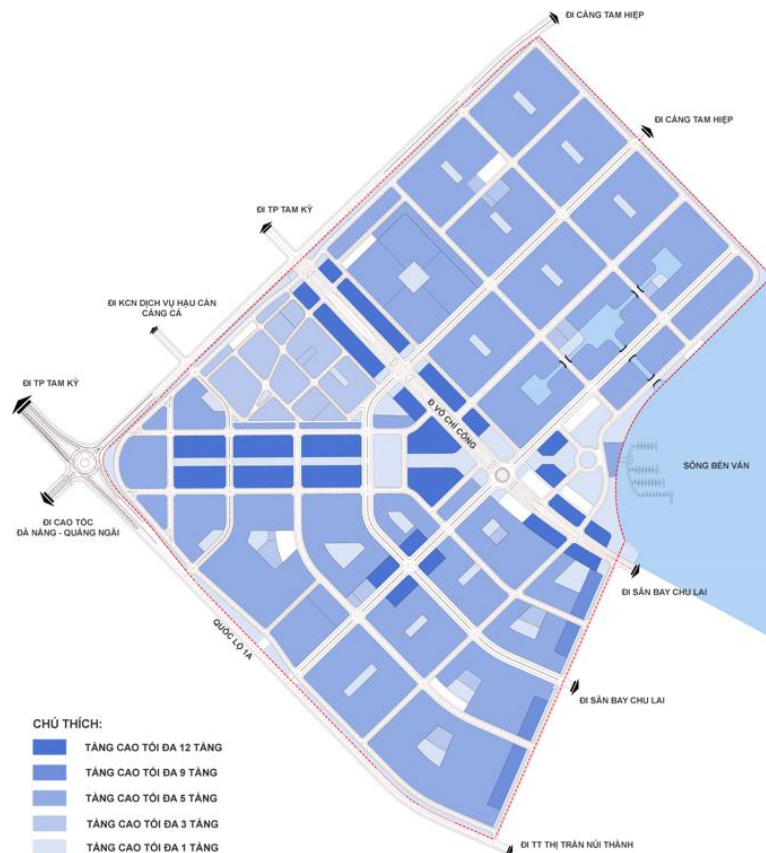 ĐI CẢNG TAM HIỆP
ĐI CẢNG TAM HIỆP
ĐI TP TAM KỲ
ĐI KCN DỊCH VỤ HẬU CẦN
CẢNG CÁ
ĐI TP TAM KỲ
Đ VÕ CHÍ CÔNG
SÔNG BẾN VÁN
ĐI CAO TỐC
ĐÀ NẴNG - QUẢNG NGÃI
ĐI SÂN BAY CHU LAI
QUỐC LỘ 1A
ĐI SÂN BAY CHU LAI
CHÚ THÍCH:
TẦNG CAO TỐI ĐA 12 TẦNG
TẦNG CAO TỐI ĐA 9 TẦNG
TẦNG CAO TỐI ĐA 5 TẦNG
TẦNG CAO TỐI ĐA 3 TẦNG
TẦNG CAO TỐI ĐA 1 TẦNG
ĐI TT THỊ TRẤN NÚI THÀNH